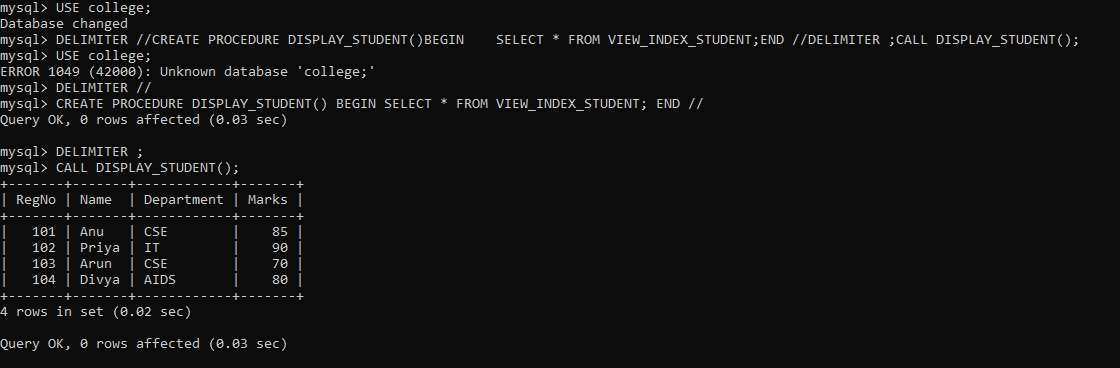 mysql> USE college;
Database changed
mysql> DELIMITER //CREATE PROCEDURE DISPLAY_STUDENT()BEGIN    SELECT * FROM VIEW_INDEX_STUDENT;END //DELIMITER ;CALL DISPLAY_STUDENT();
mysql> USE college;
ERROR 1049 (42000): Unknown database 'college;'
mysql> DELIMITER //
mysql> CREATE PROCEDURE DISPLAY_STUDENT() BEGIN SELECT * FROM VIEW_INDEX_STUDENT; END //
Query OK, 0 rows affected (0.03 sec)

mysql> DELIMITER ;
mysql> CALL DISPLAY_STUDENT();
+-------+-------+------------+-------+
| RegNo | Name  | Department | Marks |
+-------+-------+------------+-------+
|   101 | Anu   | CSE        |    85 |
|   102 | Priya | IT         |    90 |
|   103 | Arun  | CSE        |    70 |
|   104 | Divya | AIDS       |    80 |
+-------+-------+------------+-------+
4 rows in set (0.02 sec)

Query OK, 0 rows affected (0.03 sec)